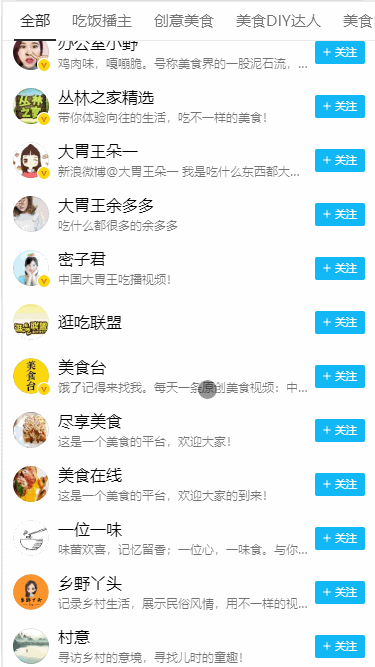 全部 吃饭播主 创意美食 美食DIY达人 美食
办公室小野
鸡肉味，嘎嘣脆。号称美食界的一股泥石流，...
+ 关注
丛林之家精选
带你体验向往的生活，吃不一样的美食！
+ 关注
大胃王朵一
新浪微博@大胃王朵一 我是吃什么东西都大...
+ 关注
大胃王余多多
吃什么都很多的余多多
+ 关注
密子君
中国大胃王吃播视频！
+ 关注
逛吃联盟
+ 关注
美食台
饿了记得来找我。每天一条原创美食视频：中...
+ 关注
尽享美食
这是一个美食的平台，欢迎大家！
+ 关注
美食在线
这是一个美食的平台，欢迎大家的到来！
+ 关注
一位一味
味菌欢喜，记忆留香；一位心，一味食。与你...
+ 关注
乡野丫头
记录乡村生活，展示民俗风情，用不一样的视...
+ 关注
村意
寻访乡村的意境，寻找儿时的童趣！
+ 关注